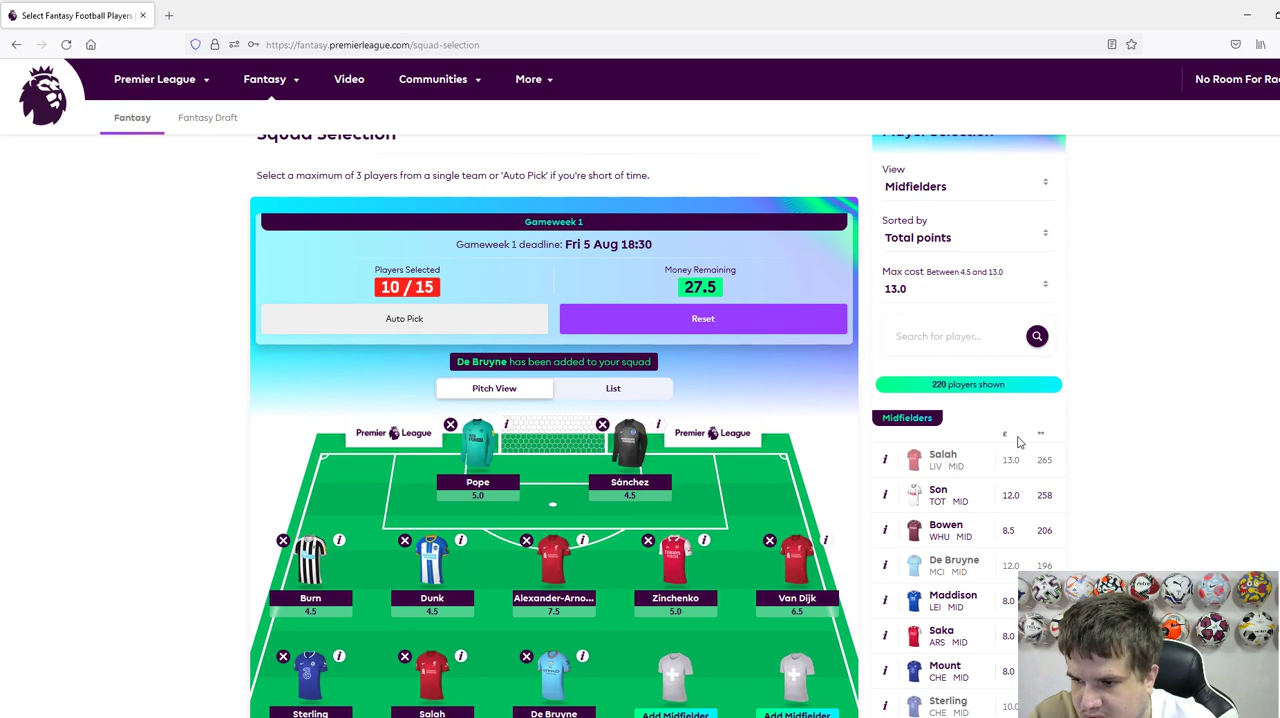 Select Fantasy Football Players |
https://fantasy.premierleague.com/squad-selection
Premier League
Fantasy
Video
Communities
More
No Room For Ra
Fantasy
Fantasy Draft
Squad Selection
Player Selection
Select a maximum of 3 players from a single team or 'Auto Pick' if you're short of time.
Gameweek 1
Gameweek 1 deadline: Fri 5 Aug 18:30
Players Selected
Money Remaining
10 / 15
27.5
Auto Pick
Reset
De Bruyne has been added to your squad
Pitch View
List
Premier League
Premier League
Pope
5.0
Sánchez
4.5
Burn
4.5
Dunk
4.5
Alexander-Arno...
7.5
Zinchenko
5.0
Van Dijk
6.5
Sterling
Salah
De Bruyne
Add Midfielder
Add Midfielder
View
Midfielders
Sorted by
Total points
Max cost Between 4.5 and 13.0
13.0
Search for player...
220 players shown
Midfielders
£ **
Salah
LIV MID
13.0 265
Son
TOT MID
12.0 258
Bowen
WHU MID
8.5 206
De Bruyne
MCI MID
12.0 196
Maddison
LEI MID
8.0
Saka
ARS MID
8.0
Mount
CHE MID
8.0
Sterling
CHE MID
10.0